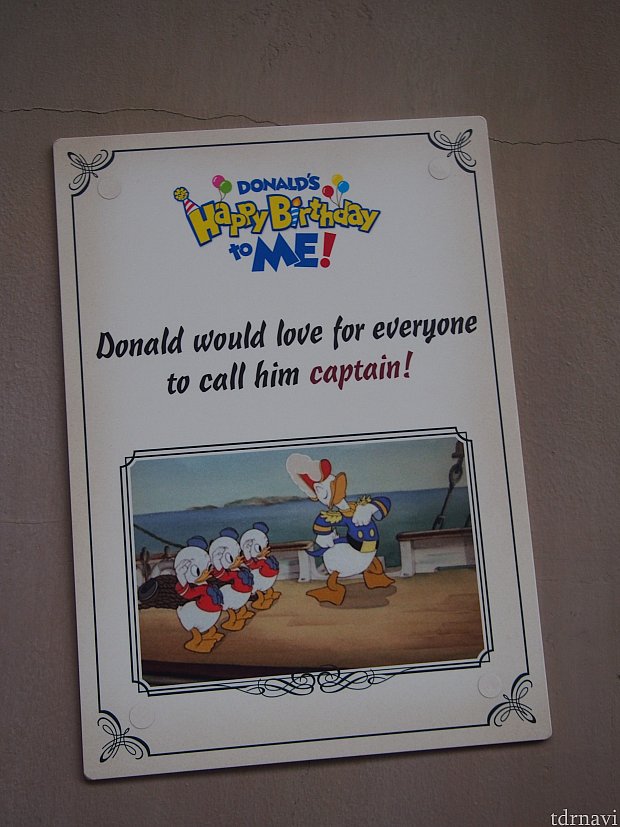 DONALD'S
Happy Birthday
to ME!
Donald would love for everyone
to call him captain!
tdrnavi